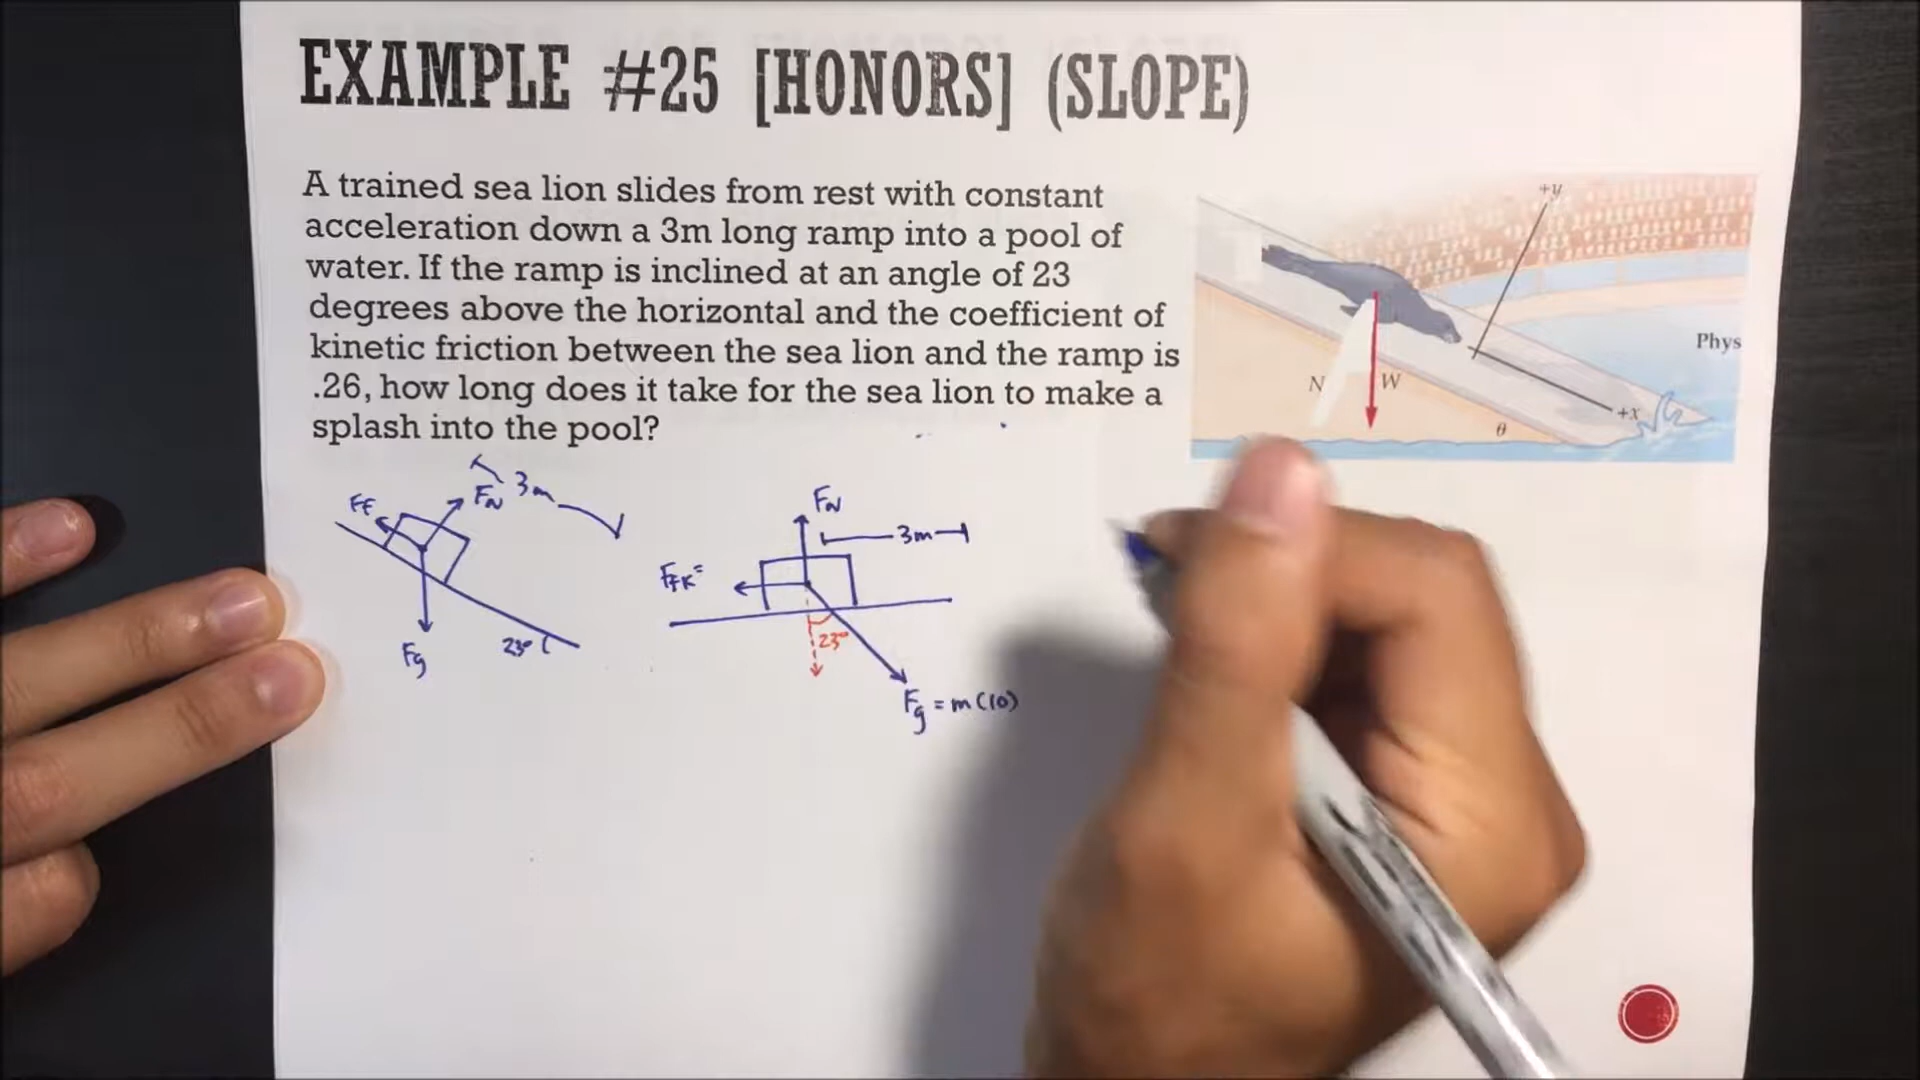 EXAMPLE #25 [HONORS] (SLOPE)
A trained sea lion slides from rest with constant
acceleration down a 3m long ramp into a pool of
water. If the ramp is inclined at an angle of 23
degrees above the horizontal and the coefficient of
kinetic friction between the sea lion and the ramp is
.26, how long does it take for the sea lion to make a
splash into the pool?
+y
Phys
N
W
+x
θ
FF
FN
3m
Fg
23°
FN
3m
FFK=
23°
Fg = m(10)